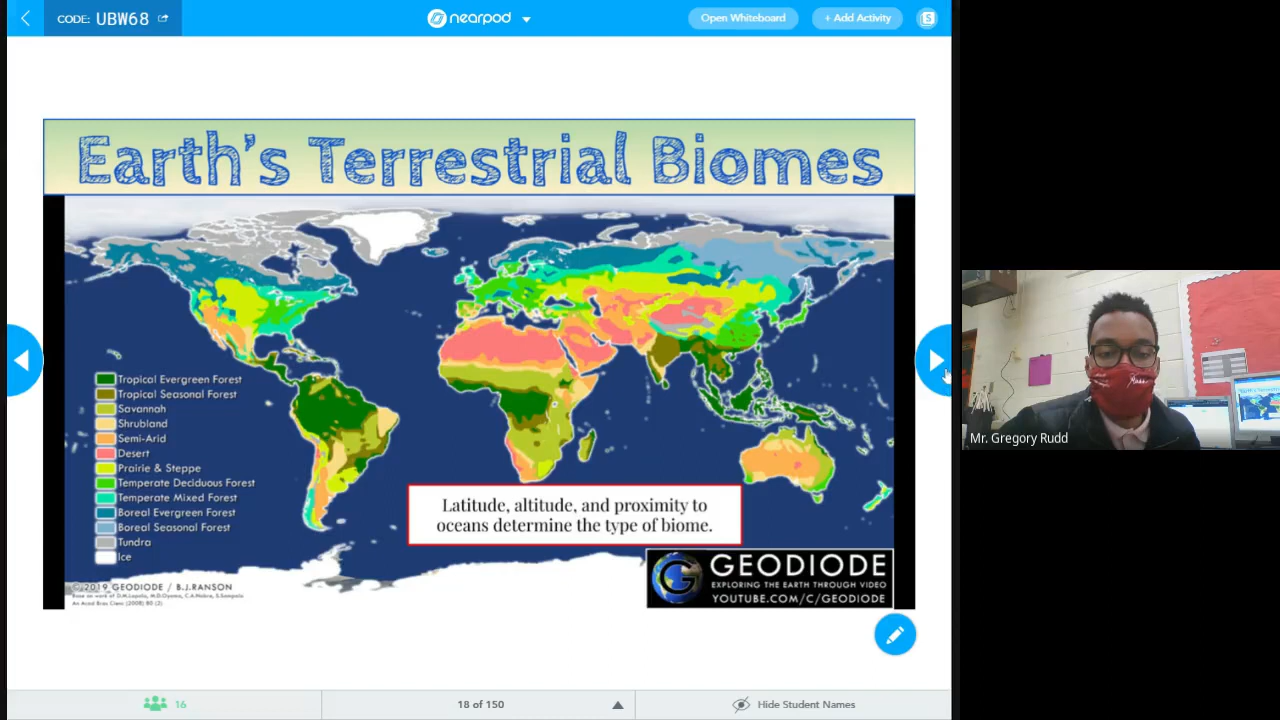 CODE: UBW68
nearpod
Open Whiteboard
+ Add Activity
S
Earth's Terrestrial Biomes
Tropical Evergreen Forest
Tropical Seasonal Forest
Savannah
Shrubland
Semi-Arid
Desert
Prairie & Steppe
Temperate Deciduous Forest
Temperate Mixed Forest
Boreal Evergreen Forest
Boreal Seasonal Forest
Tundra
Ice
Latitude, altitude, and proximity to
oceans determine the type of biome.
© 2019 GEODIODE / B.J.RANSON
GEODIODE
EXPLORING THE EARTH THROUGH VIDEO
YOUTUBE.COM/C/GEODIODE
16
18 of 150
Hide Student Names
Mr. Gregory Rudd